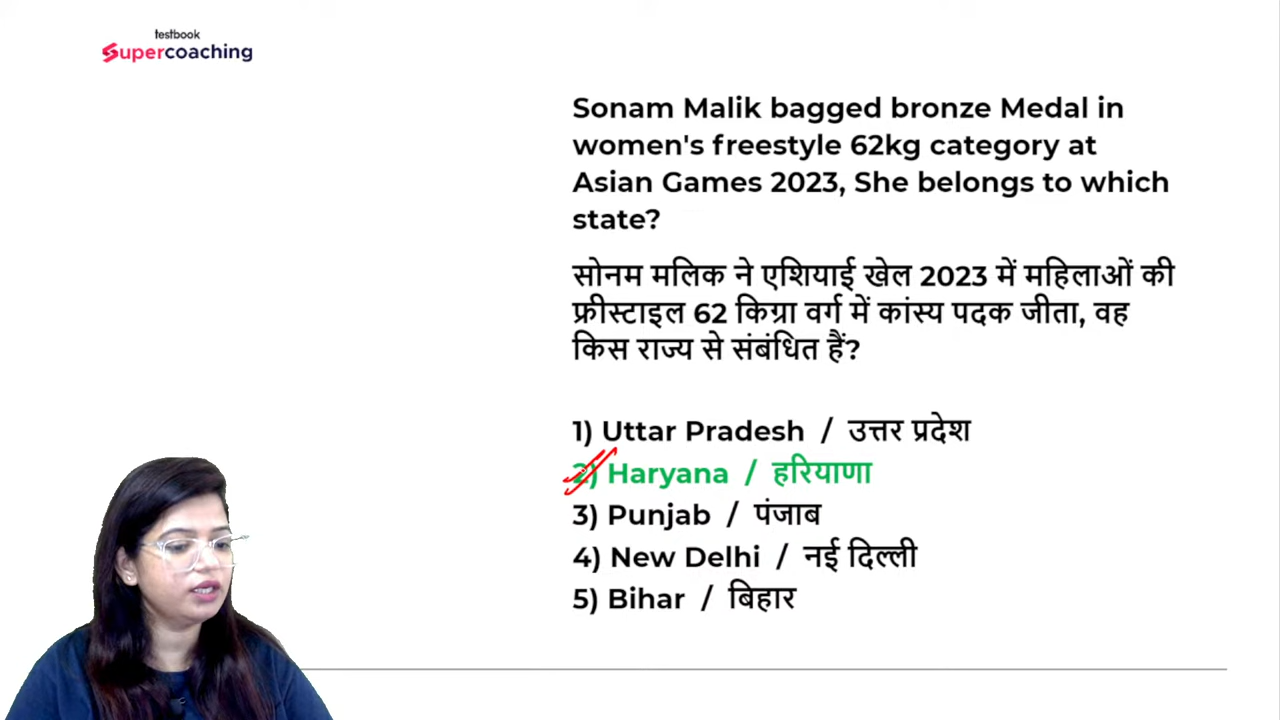 testbook
Supercoaching
Sonam Malik bagged bronze Medal in
women's freestyle 62kg category at
Asian Games 2023, She belongs to which
state?
सोनम मलिक ने एशियाई खेल 2023 में महिलाओं की
फ्रीस्टाइल 62 किग्रा वर्ग में कांस्य पदक जीता, वह
किस राज्य से संबंधित हैं?
1) Uttar Pradesh / उत्तर प्रदेश
2) Haryana / हरियाणा
3) Punjab / पंजाब
4) New Delhi / नई दिल्ली
5) Bihar / बिहार